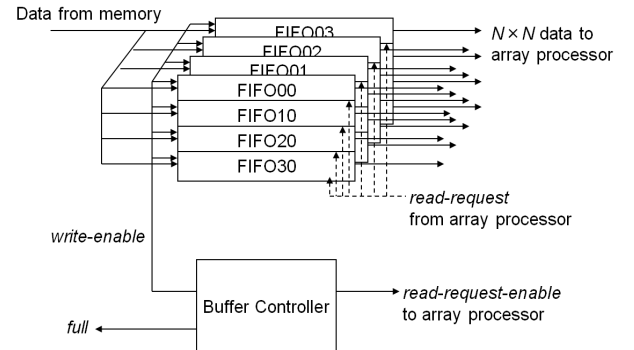 Data from memory
FIFO03
N × N data to
array processor
FIFO02
FIFO01
FIFO00
FIFO10
FIFO20
FIFO30
read-request
from array processor
write-enable
Buffer Controller
read-request-enable
to array processor
full